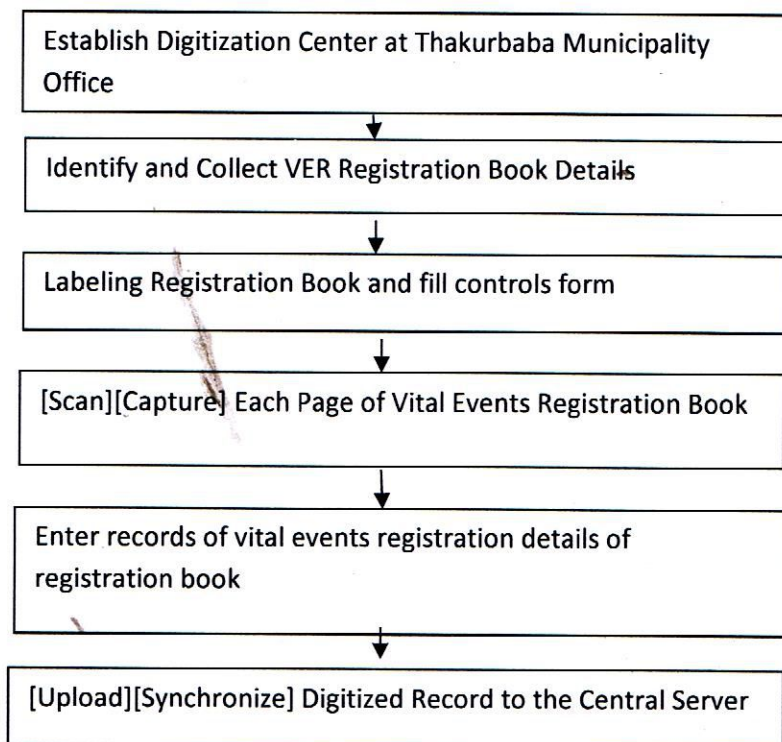 Establish Digitization Center at Thakurbaba Municipality
Office
Identify and Collect VER Registration Book Details
Labeling Registration Book and fill controls form
[Scan][Capture] Each Page of Vital Events Registration Book
Enter records of vital events registration details of
registration book
[Upload][Synchronize] Digitized Record to the Central Server